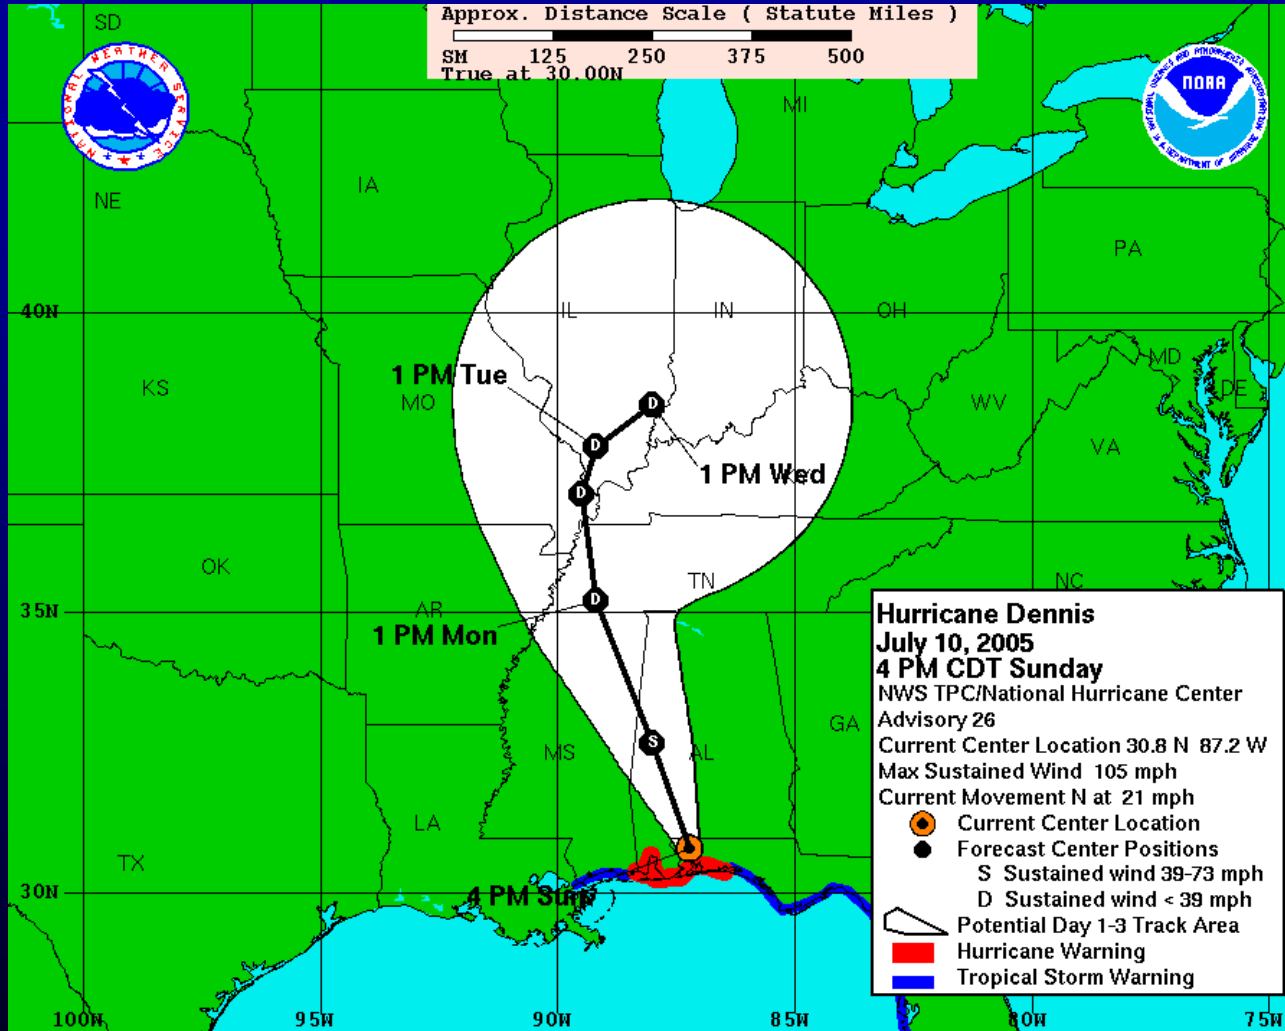 Approx. Distance Scale ( Statute Miles )
SM 125 250 375 500
True at 30.00N
NATIONAL WEATHER SERVICE
NOAA
SD
MI
NE
IA
PA
40N
IL
IN
OH
1 PM Tue
MD
KS
MO
WV
DE
D
VA
D
1 PM Wed
D
OK
TN
NC
D
35N
AR
1 PM Mon
Hurricane Dennis
July 10, 2005
4 PM CDT Sunday
NWS TPC/National Hurricane Center
Advisory 26
Current Center Location 30.8 N 87.2 W
Max Sustained Wind 105 mph
Current Movement N at 21 mph
Current Center Location
Forecast Center Positions
S Sustained wind 39-73 mph
D Sustained wind < 39 mph
Potential Day 1-3 Track Area
Hurricane Warning
Tropical Storm Warning
GA
S
MS
AL
LA
TX
30N
4 PM Sun
100W 95W 90W 85W 80W 75W